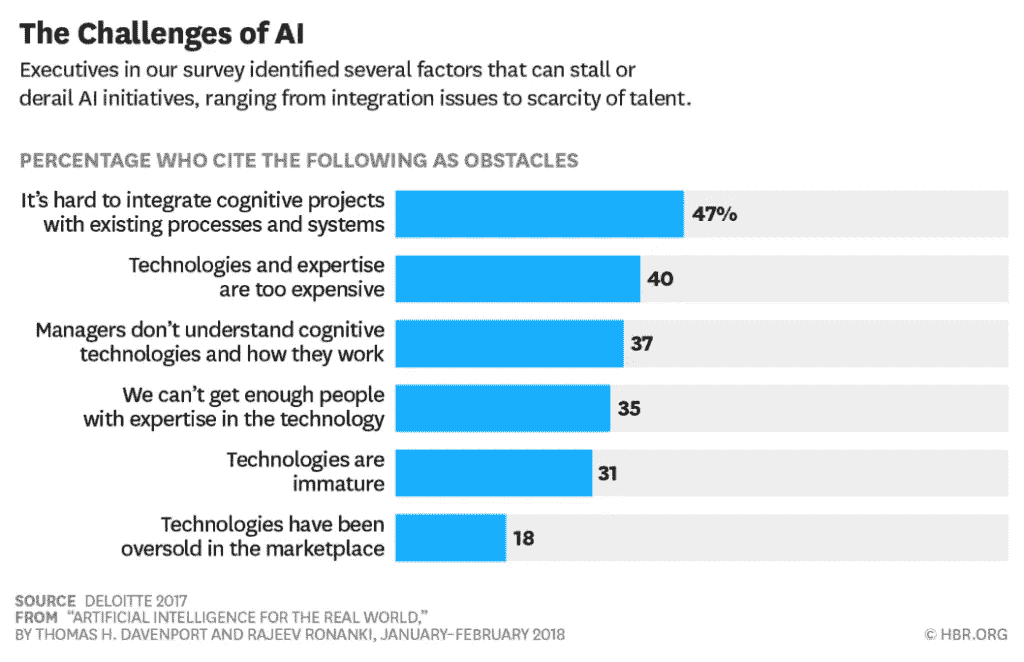 The Challenges of AI
Executives in our survey identified several factors that can stall or
derail AI initiatives, ranging from integration issues to scarcity of talent.
PERCENTAGE WHO CITE THE FOLLOWING AS OBSTACLES
It’s hard to integrate cognitive projects
with existing processes and systems
47%
Technologies and expertise
are too expensive
40
Managers don’t understand cognitive
technologies and how they work
37
We can’t get enough people
with expertise in the technology
35
Technologies are
immature
31
Technologies have been
oversold in the marketplace
18
SOURCE DELOITTE 2017
FROM “ARTIFICIAL INTELLIGENCE FOR THE REAL WORLD,”
BY THOMAS H. DAVENPORT AND RAJEEV RONANKI, JANUARY–FEBRUARY 2018
© HBR.ORG